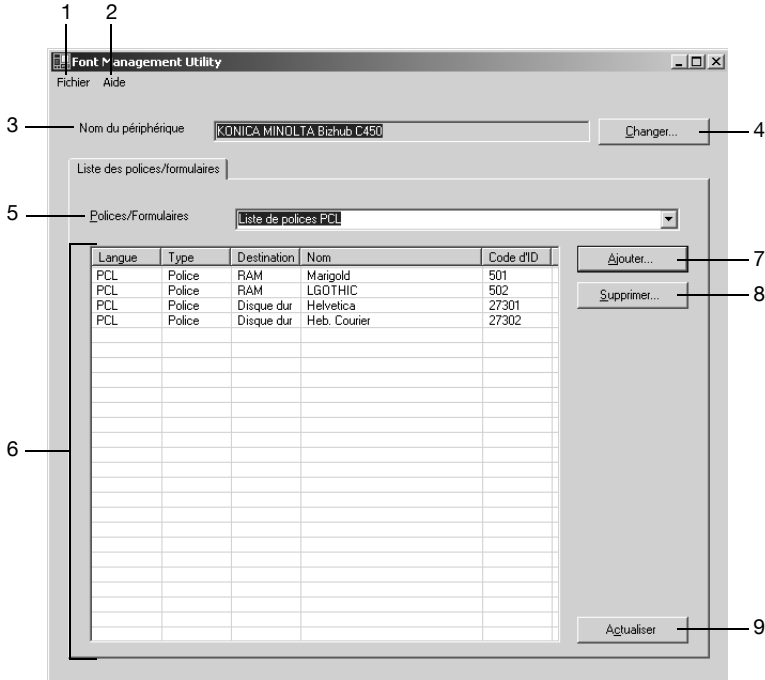 1 2
Font Management Utility
Fichier Aide
3 Nom du périphérique KONICA MINOLTA Bizhub C450 Changer... 4
Liste des polices/formulaires
5 Polices/Formulaires Liste de polices PCL
Langue Type Destination Nom Code d'ID Ajouter... 7
PCL Police RAM Marigold 501
PCL Police RAM LGOTHIC 502 Supprimer... 8
PCL Police Disque dur Helvetica 27301
PCL Police Disque dur Heb. Courier 27302
6
Actualiser 9